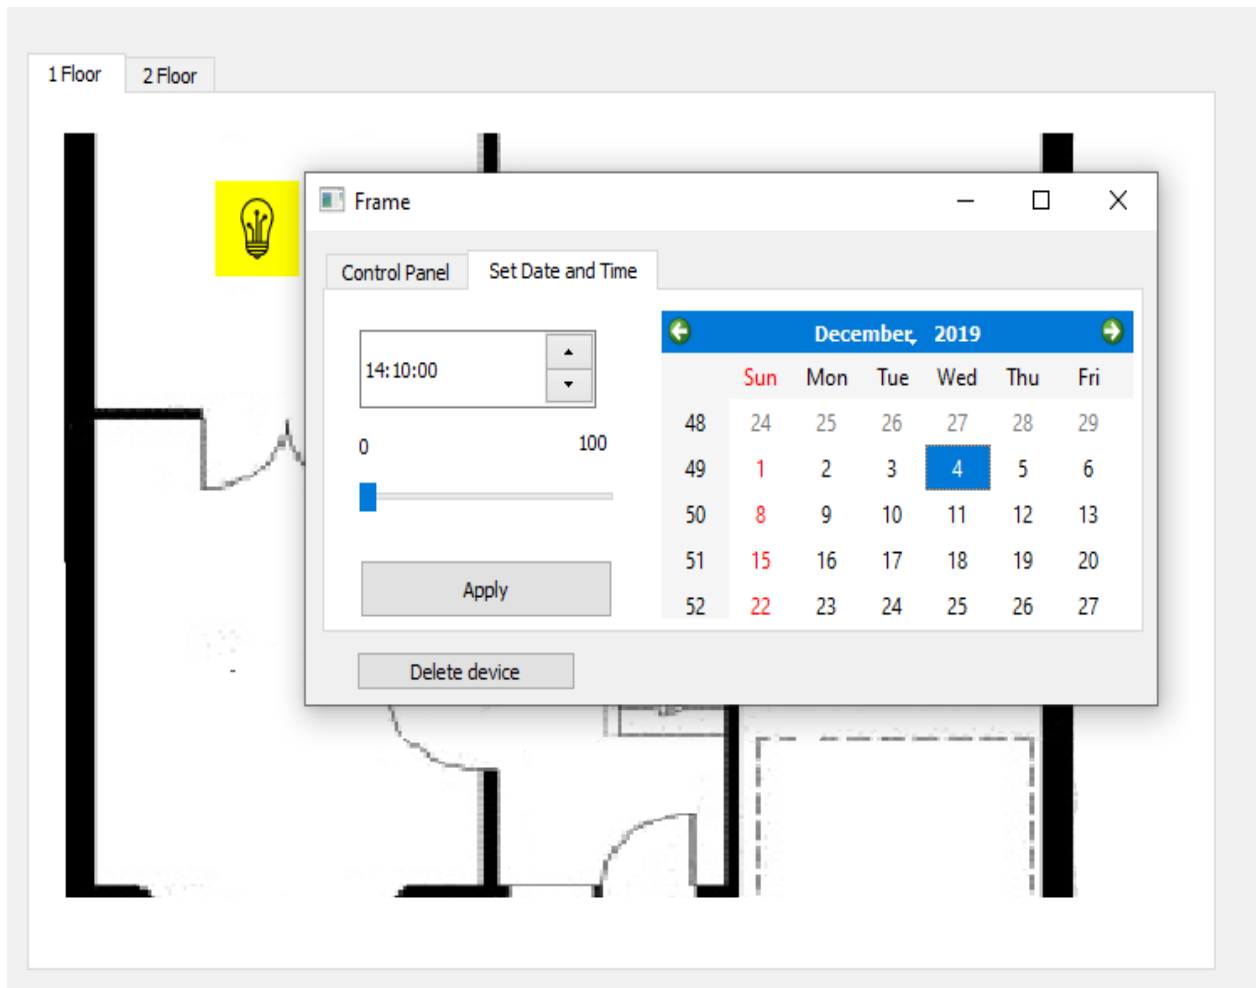 1 Floor 2 Floor
Frame
Control Panel Set Date and Time
14:10:00
0 100
Apply
December, 2019
Sun Mon Tue Wed Thu Fri
48 24 25 26 27 28 29
49 1 2 3 4 5 6
50 8 9 10 11 12 13
51 15 16 17 18 19 20
52 22 23 24 25 26 27
Delete device